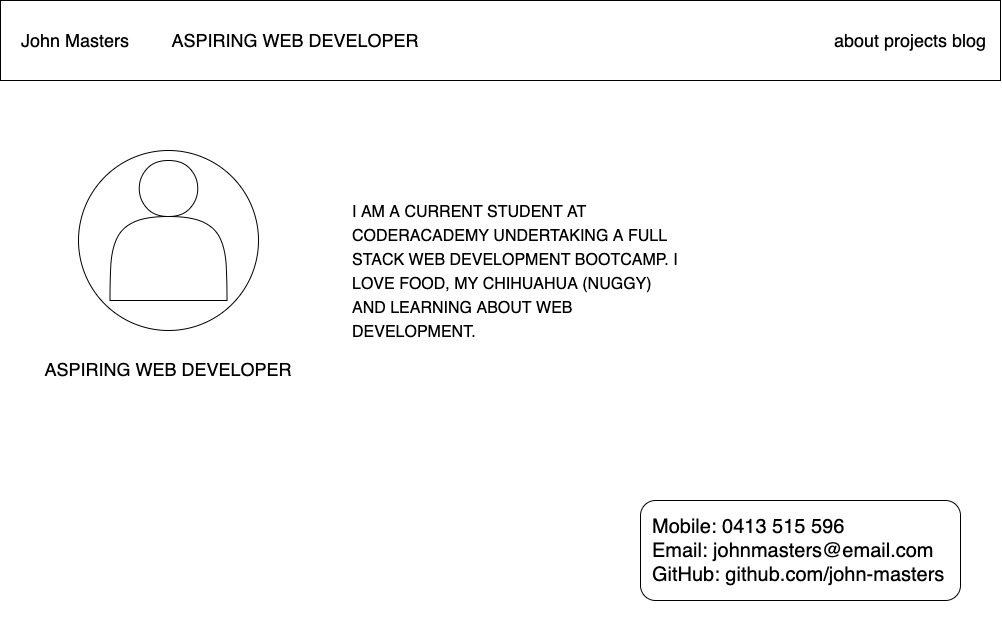 John Masters ASPIRING WEB DEVELOPER about projects blog
I AM A CURRENT STUDENT AT
CODERACADEMY UNDERTAKING A FULL
STACK WEB DEVELOPMENT BOOTCAMP. I
LOVE FOOD, MY CHIHUAHUA (NUGGY)
AND LEARNING ABOUT WEB
DEVELOPMENT.
ASPIRING WEB DEVELOPER
Mobile: 0413 515 596
Email: johnmasters@email.com
GitHub: github.com/john-masters